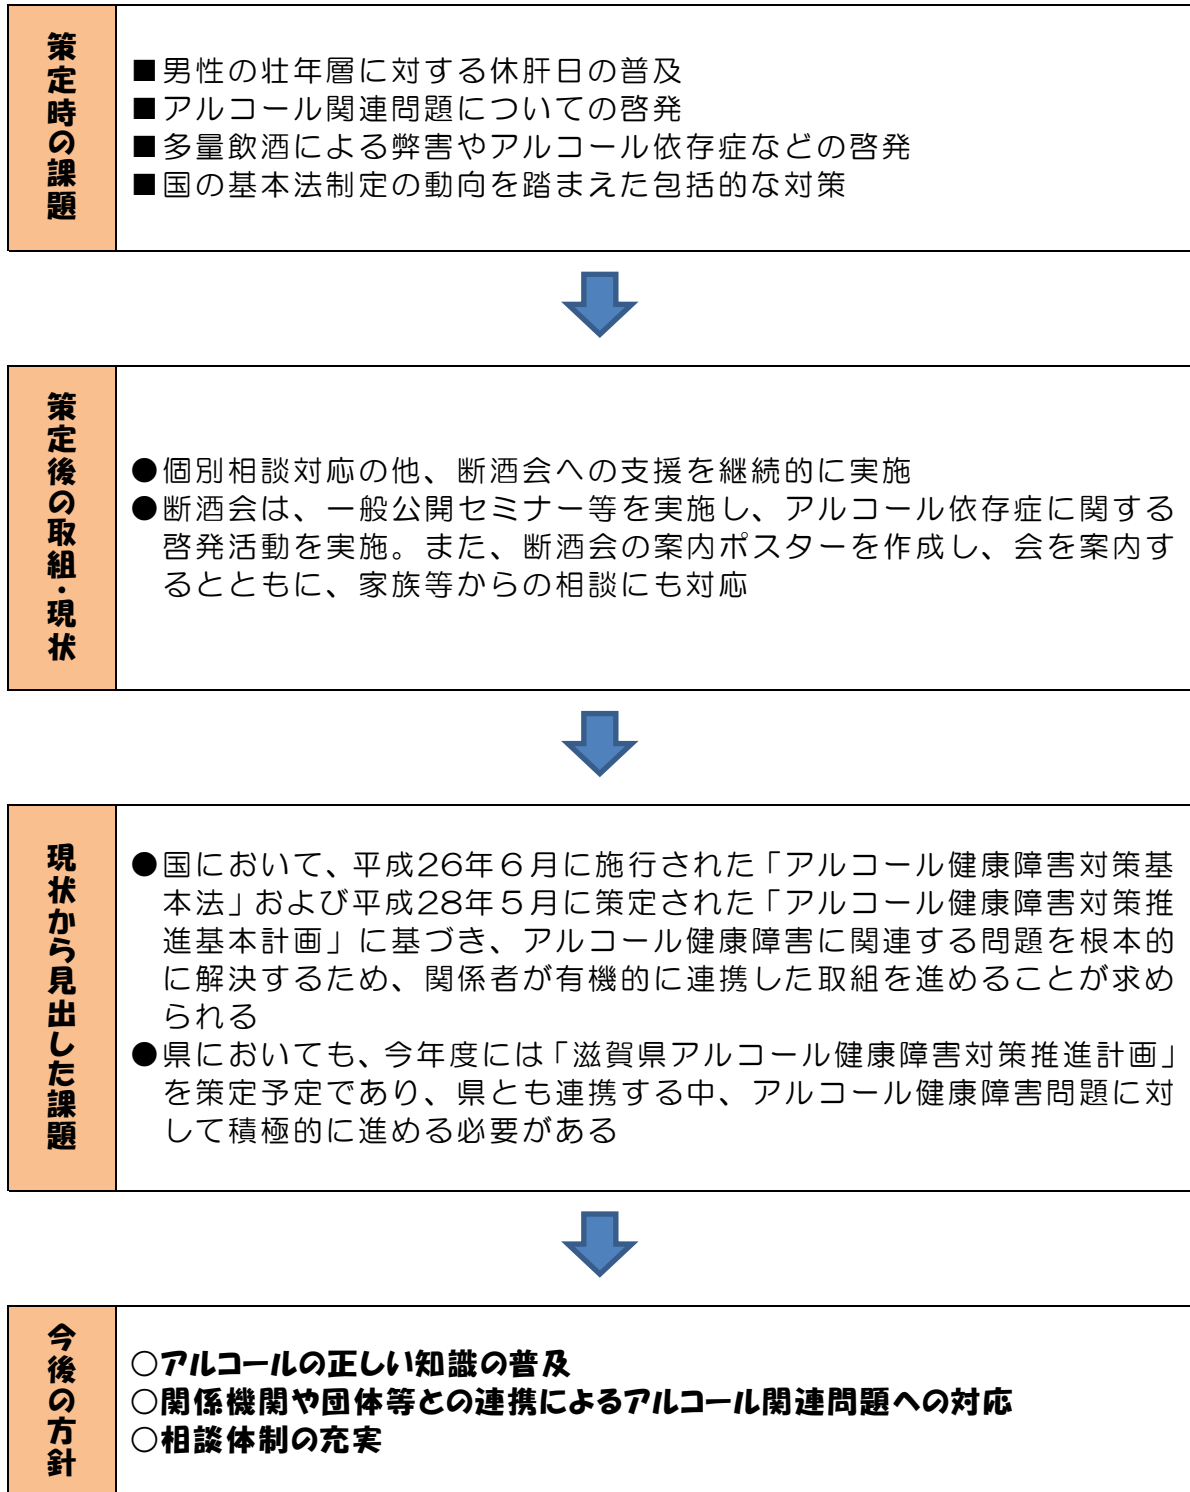 策定時の課題
■男性の壮年層に対する休肝日の普及
■アルコール関連問題についての啓発
■多量飲酒による弊害やアルコール依存症などの啓発
■国の基本法制定の動向を踏まえた包括的な対策
策定後の取組・現状
●個別相談対応の他、断酒会への支援を継続的に実施
●断酒会は、一般公開セミナー等を実施し、アルコール依存症に関する
啓発活動を実施。また、断酒会の案内ポスターを作成し、会を案内す
るとともに、家族等からの相談にも対応
現状から見出した課題
●国において、平成26年６月に施行された「アルコール健康障害対策基
本法」および平成28年５月に策定された「アルコール健康障害対策推
進基本計画」に基づき、アルコール健康障害に関連する問題を根本的
に解決するため、関係者が有機的に連携した取組を進めることが求め
られる
●県においても、今年度には「滋賀県アルコール健康障害対策推進計画」
を策定予定であり、県とも連携する中、アルコール健康障害問題に対
して積極的に進める必要がある
今後の方針
○アルコールの正しい知識の普及
○関係機関や団体等との連携によるアルコール関連問題への対応
○相談体制の充実